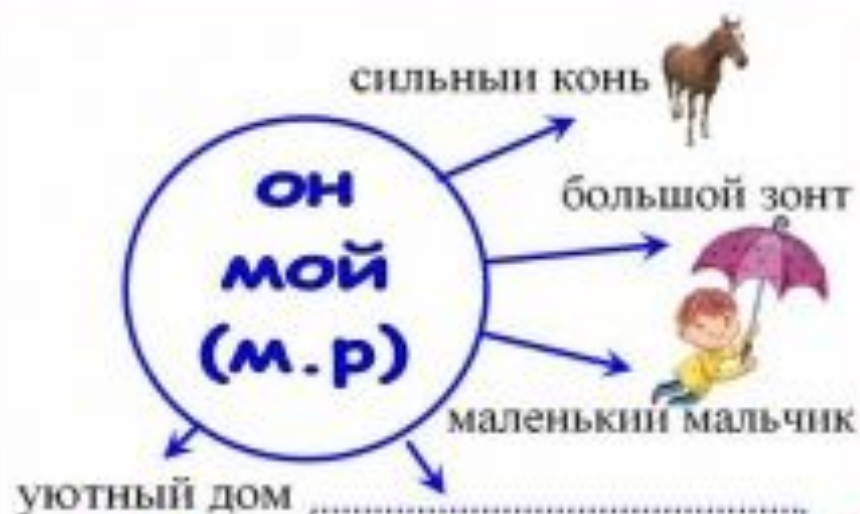 сильный конь
он
большой зонт
мой
(м.р)
маленький мальчик
уютный дом ....................